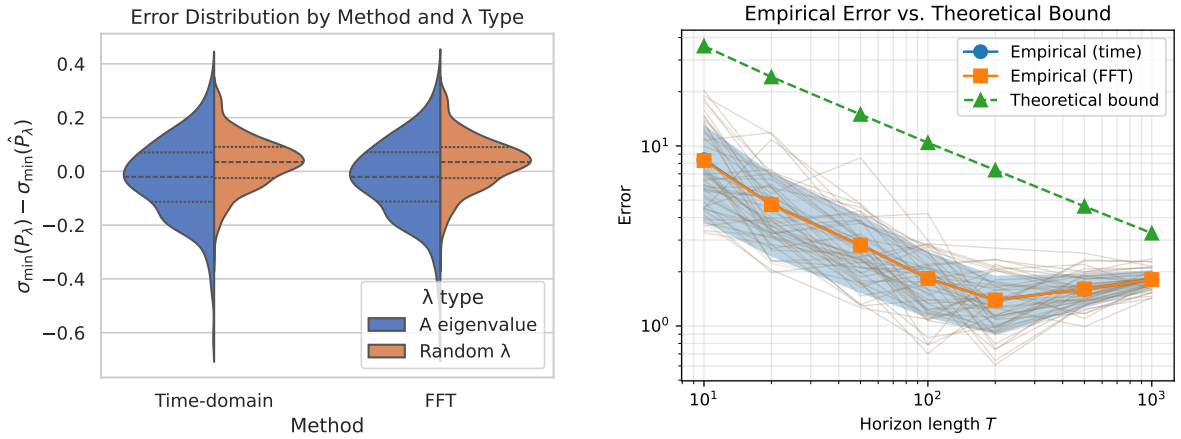 Error Distribution by Method and λ Type
σmin(Pλ) − σmin(P̂λ)
0.4
0.2
0.0
−0.2
−0.4
−0.6
λ type
A eigenvalue
Random λ
Time-domain
FFT
Method
Empirical Error vs. Theoretical Bound
Error
10¹
10⁰
Empirical (time)
Empirical (FFT)
Theoretical bound
10¹
10²
10³
Horizon length T